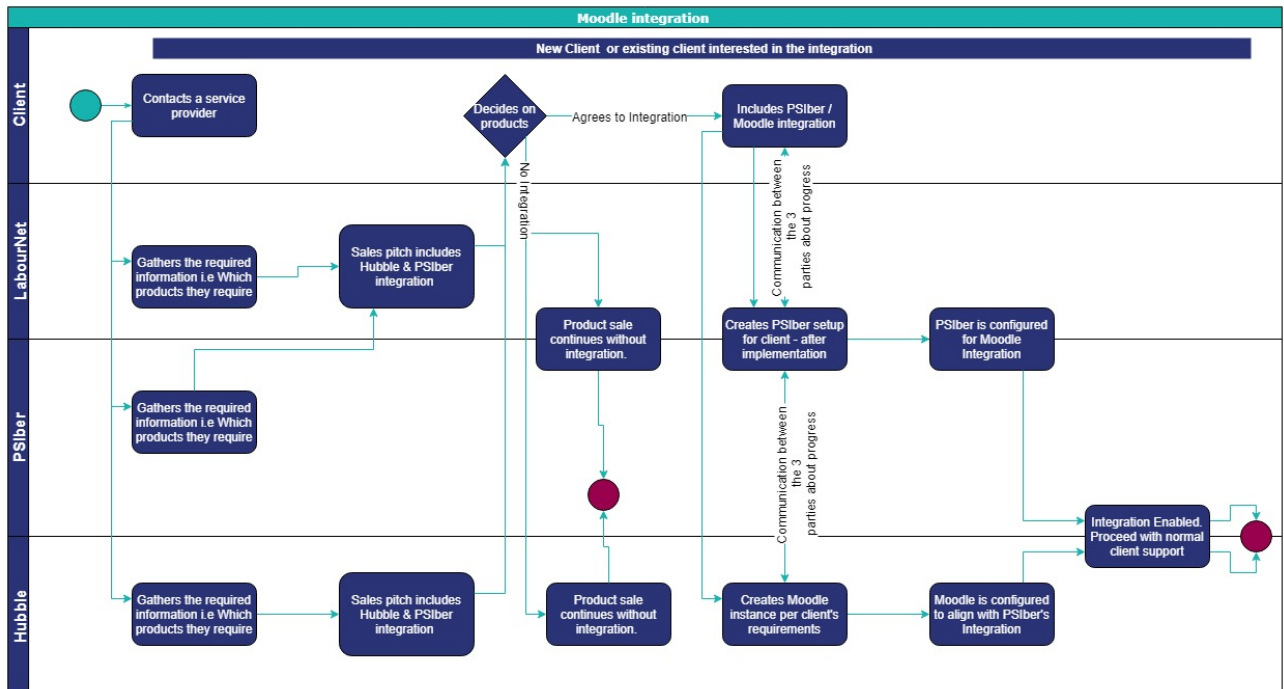 Moodle integration
New Client  or existing client interested in the integration
Client
Contacts a service
provider
Decides on
products
Agrees to Integration
Includes PSIber /
Moodle integration
No Integration
Communication between
the 3
parties about progress
LabourNet
Gathers the required
information i.e Which
products they require
Sales pitch includes
Hubble & PSIber
integration
Product sale
continues without
integration.
Creates PSIber setup
for client - after
implementation
PSIber is configured
for Moodle
Integration
PSIber
Gathers the required
information i.e Which
products they require
Communication between
the 3
parties about progress
Integration Enabled.
Proceed with normal
client support
Hubble
Gathers the required
information i.e Which
products they require
Sales pitch includes
Hubble & PSIber
integration
Product sale
continues without
integration.
Creates Moodle
instance per client's
requirements
Moodle is configured
to align with PSIber's
Integration